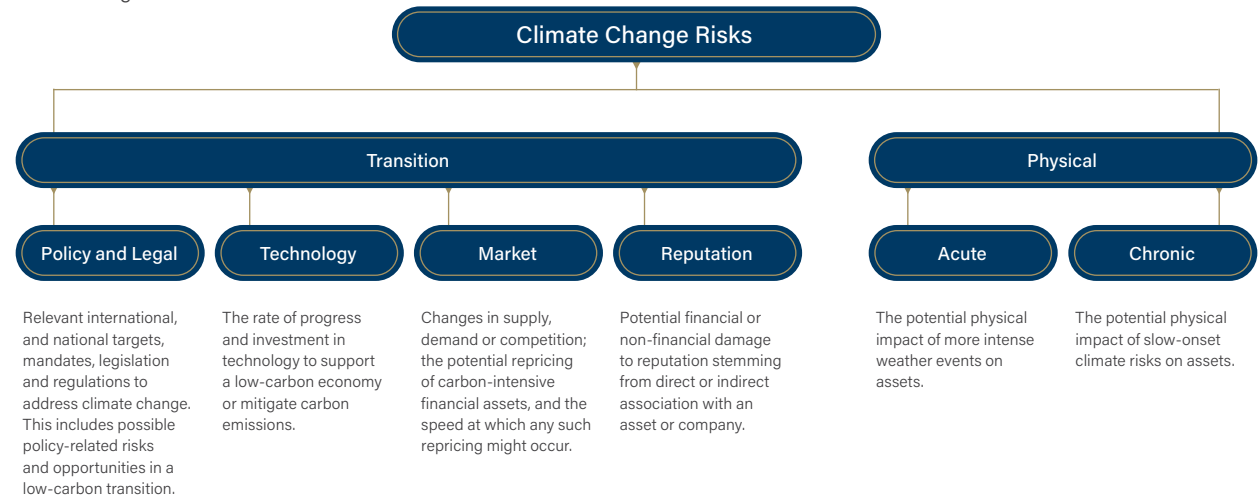 Climate Change Risks
Transition
Physical
Policy and Legal
Technology
Market
Reputation
Acute
Chronic
Relevant international,
and national targets,
mandates, legislation
and regulations to
address climate change.
This includes possible
policy-related risks
and opportunities in a
low-carbon transition.
The rate of progress
and investment in
technology to support
a low-carbon economy
or mitigate carbon
emissions.
Changes in supply,
demand or competition;
the potential repricing
of carbon-intensive
financial assets, and the
speed at which any such
repricing might occur.
Potential financial or
non-financial damage
to reputation stemming
from direct or indirect
association with an
asset or company.
The potential physical
impact of more intense
weather events on
assets.
The potential physical
impact of slow-onset
climate risks on assets.